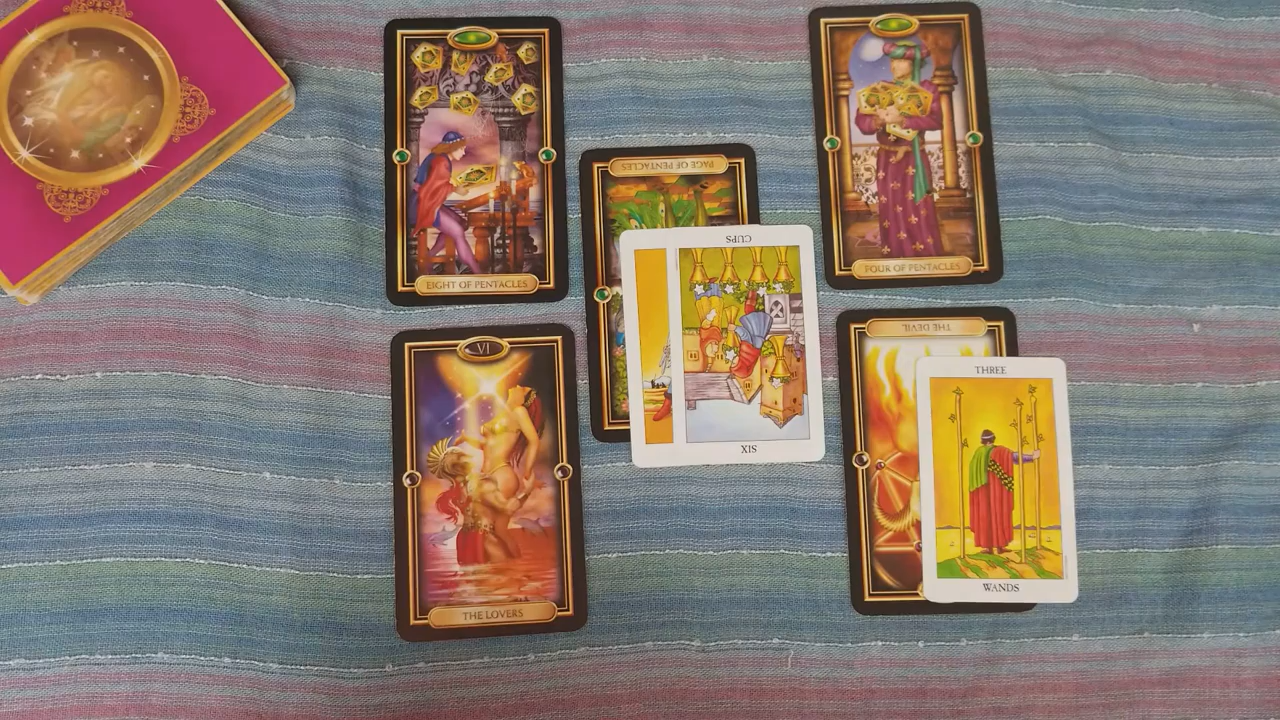 EIGHT OF PENTACLES
FOUR OF PENTACLES
PAGE OF PENTACLES
CUPS
SIX
VI
THE LOVERS
THE DEVIL
THREE
WANDS